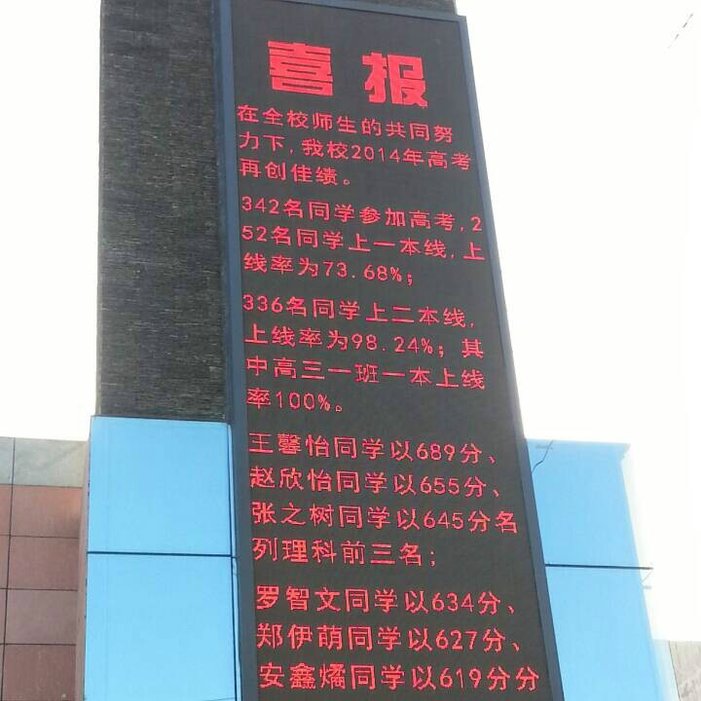 喜报
在全校师生的共同努
力下,我校2014年高考
再创佳绩。
342名同学参加高考,2
52名同学上一本线,上
线率为73.68%;
336名同学上二本线,
上线率为98.24%;其
中高三一班一本上线
率100%。
王馨怡同学以689分、
赵欣怡同学以655分、
张之树同学以645分名
列理科前三名;
罗智文同学以634分、
郑伊萌同学以627分、
安鑫燏同学以619分分